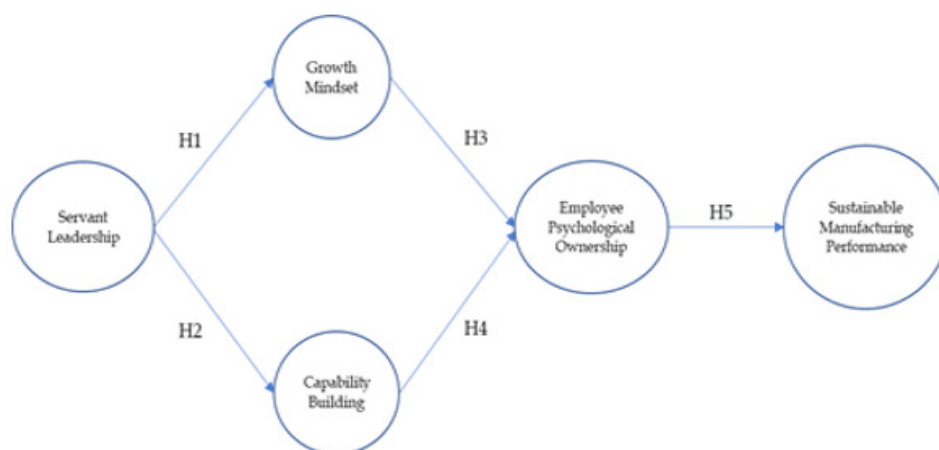 Growth
Mindset
H1
H3
Servant
Leadership
Employee
Psychological
Ownership
H5
Sustainable
Manufacturing
Performance
H2
H4
Capability
Building